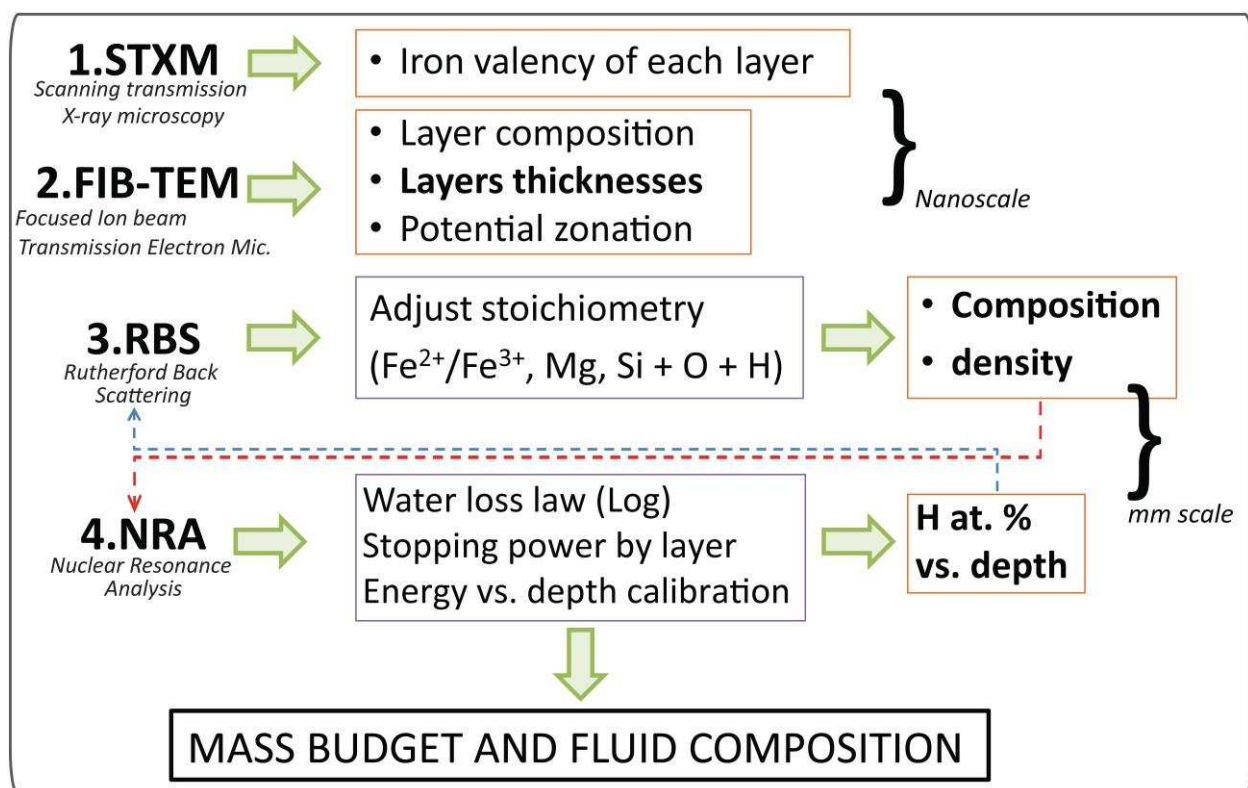 1.STXM
Scanning transmission
X-ray microscopy
• Iron valency of each layer
2.FIB-TEM
Focused Ion beam
Transmission Electron Mic.
• Layer composition
• Layers thicknesses
• Potential zonation
Nanoscale
3.RBS
Rutherford Back
Scattering
Adjust stoichiometry
(Fe²⁺/Fe³⁺, Mg, Si + O + H)
• Composition
• density
4.NRA
Nuclear Resonance
Analysis
Water loss law (Log)
Stopping power by layer
Energy vs. depth calibration
H at. %
vs. depth
mm scale
MASS BUDGET AND FLUID COMPOSITION